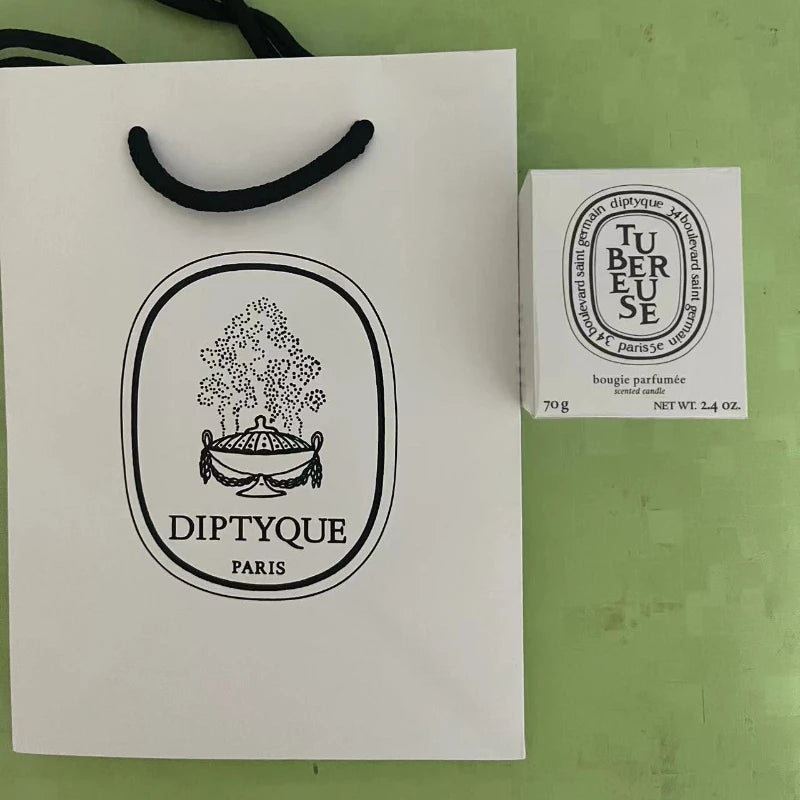 DIPTYQUE
PARIS
diptyque 34 boulevard saint germain paris5e 34 boulevard saint germain
TU
BER
EU
SE
bougie parfumée
scented candle
70 g
NET WT. 2.4 OZ.